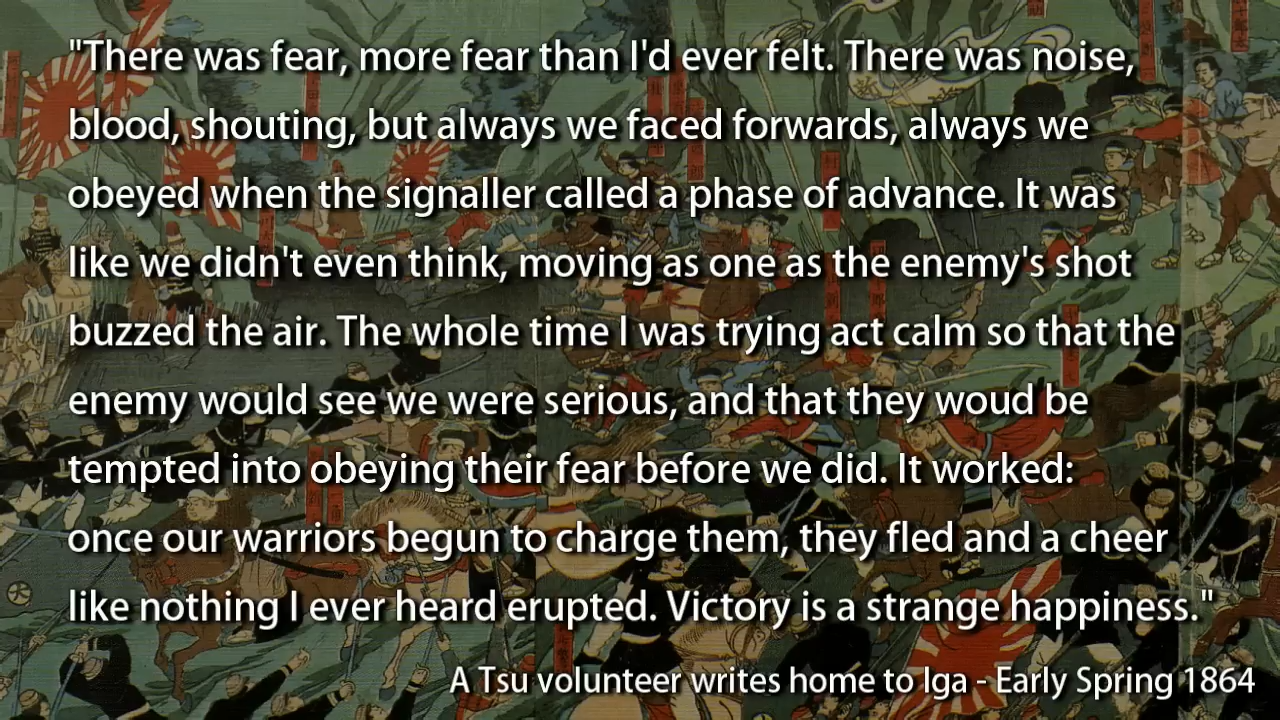 "There was fear, more fear than I'd ever felt. There was noise,
blood, shouting, but always we faced forwards, always we
obeyed when the signaller called a phase of advance. It was
like we didn't even think, moving as one as the enemy's shot
buzzed the air. The whole time I was trying act calm so that the
enemy would see we were serious, and that they woud be
tempted into obeying their fear before we did. It worked:
once our warriors begun to charge them, they fled and a cheer
like nothing I ever heard erupted. Victory is a strange happiness."
A Tsu volunteer writes home to Iga - Early Spring 1864